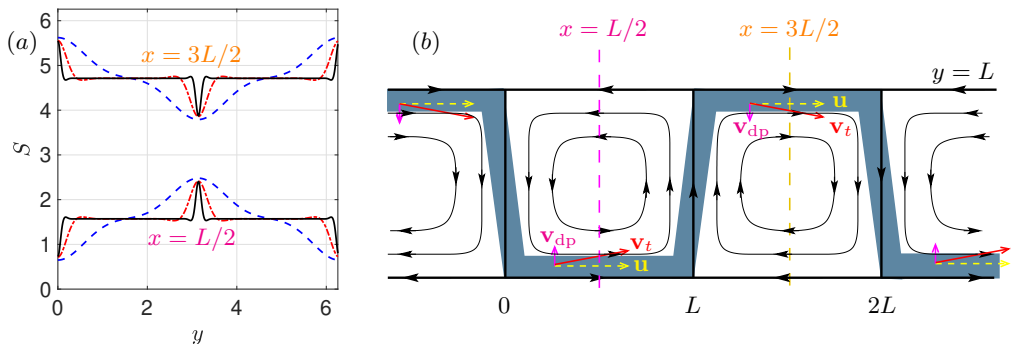 (a)
6
5
4
3
2
1
0
S
x = 3L/2
x = L/2
0 2 4 6
y
(b)
x = L/2 x = 3L/2
y = L
u
v_dp v_t
v_dp v_t
u
0 L 2L